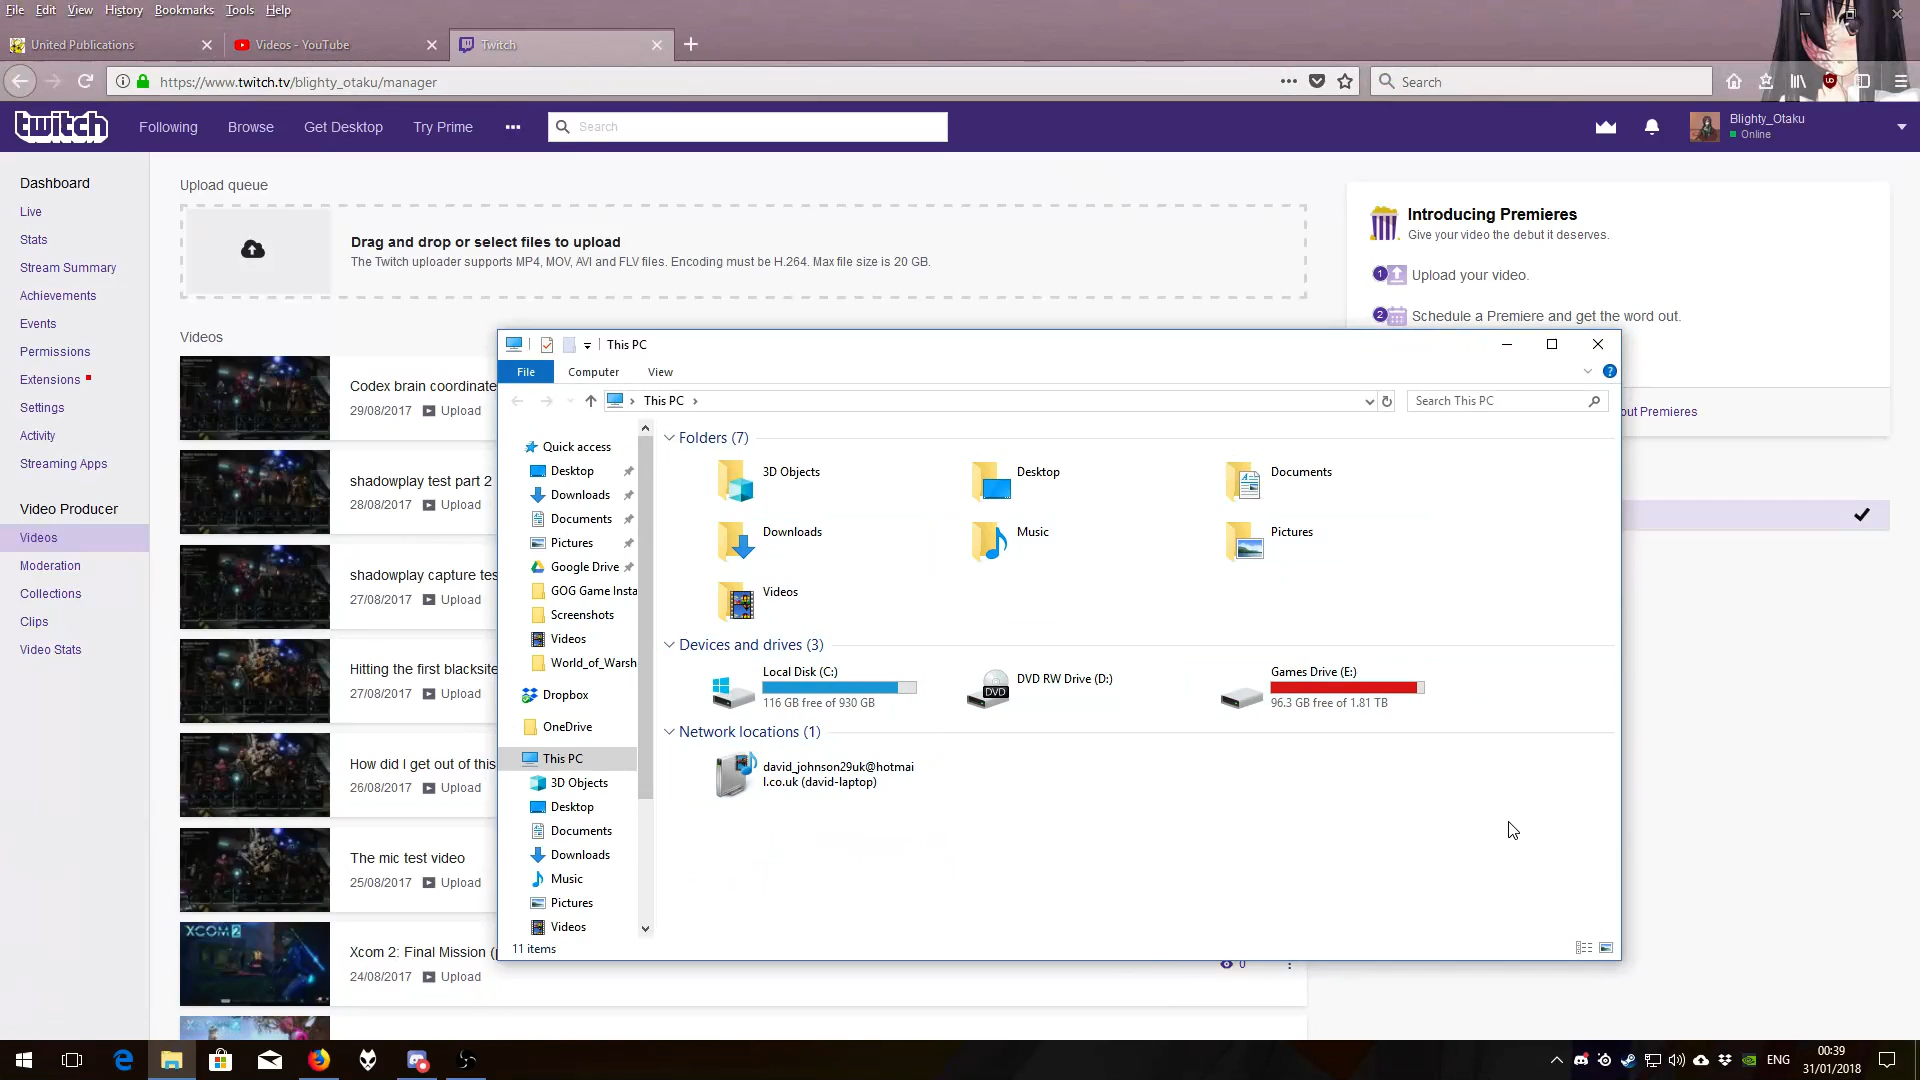 File Edit View History Bookmarks Tools Help
United Publications
Videos - YouTube
Twitch
https://www.twitch.tv/blighty_otaku/manager
Search
twitch
Following
Browse
Get Desktop
Try Prime
Search
Blighty_Otaku
Online
Dashboard
Live
Stats
Stream Summary
Achievements
Events
Permissions
Extensions
Settings
Activity
Streaming Apps
Video Producer
Videos
Moderation
Collections
Clips
Video Stats
Upload queue
Drag and drop or select files to upload
The Twitch uploader supports MP4, MOV, AVI and FLV files. Encoding must be H.264. Max file size is 20 GB.
Videos
Codex brain coordinate
29/08/2017 Upload
shadowplay test part 2
28/08/2017 Upload
shadowplay capture tes
27/08/2017 Upload
Hitting the first blacksite
27/08/2017 Upload
How did I get out of this
26/08/2017 Upload
The mic test video
25/08/2017 Upload
XCOM 2
Xcom 2: Final Mission (
24/08/2017 Upload
0
XCOM 2
Introducing Premieres
Give your video the debut it deserves.
1 Upload your video.
2 Schedule a Premiere and get the word out.
out Premieres
This PC
File Computer View
This PC
Search This PC
Quick access
Desktop
Downloads
Documents
Pictures
Google Drive
GOG Game Insta
Screenshots
Videos
World_of_Warsh
Dropbox
OneDrive
This PC
3D Objects
Desktop
Documents
Downloads
Music
Pictures
Videos
Folders (7)
3D Objects
Desktop
Documents
Downloads
Music
Pictures
Videos
Devices and drives (3)
Local Disk (C:)
116 GB free of 930 GB
DVD
DVD RW Drive (D:)
Games Drive (E:)
96.3 GB free of 1.81 TB
Network locations (1)
david_johnson29uk@hotmai
l.co.uk (david-laptop)
11 items
ENG
00:39
31/01/2018